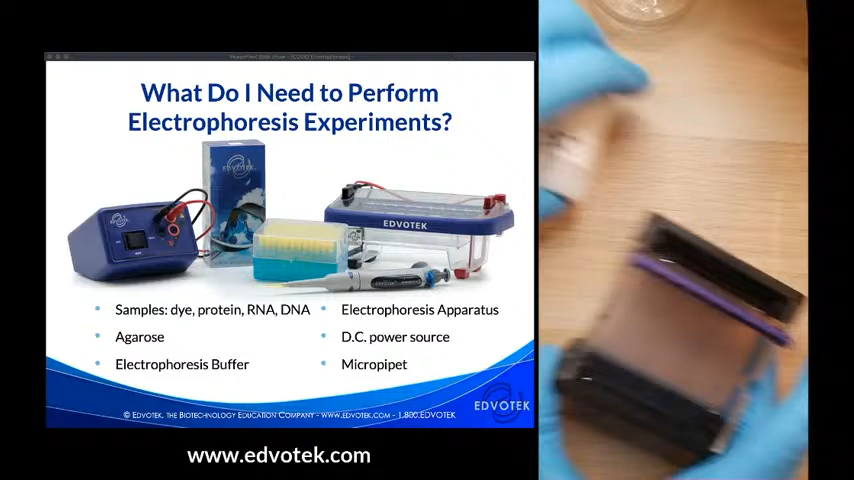 What Do I Need to Perform
Electrophoresis Experiments?
EDVOTEK
EDVOTEK
Samples: dye, protein, RNA, DNA
Agarose
Electrophoresis Buffer
Electrophoresis Apparatus
D.C. power source
Micropipet
© EDVOTEK. THE BIOTECHNOLOGY EDUCATION COMPANY - WWW.EDVOTEK.COM - 1.800.EDVOTEK
EDVOTEK
www.edvotek.com